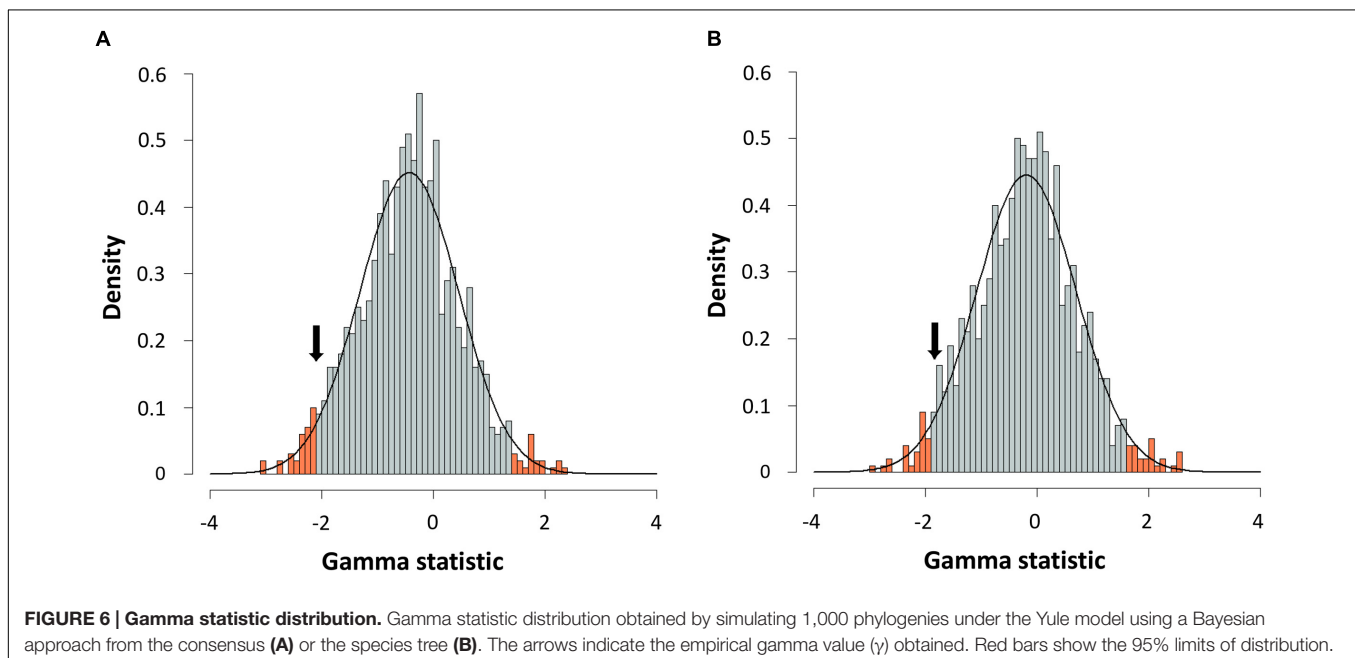 A
B
0.6
0.5
0.4
0.3
0.2
0.1
0
Density
-4 -2 0 2 4
Gamma statistic
0.6
0.5
0.4
0.3
0.2
0.1
0
Density
-4 -2 0 2 4
Gamma statistic
FIGURE 6 | Gamma statistic distribution. Gamma statistic distribution obtained by simulating 1,000 phylogenies under the Yule model using a Bayesian
approach from the consensus (A) or the species tree (B). The arrows indicate the empirical gamma value (γ) obtained. Red bars show the 95% limits of distribution.